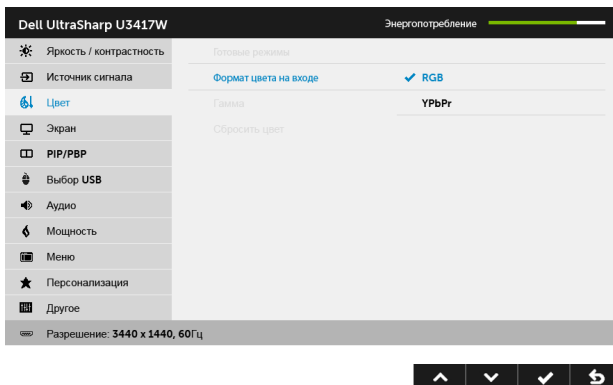 Dell UltraSharp U3417W
Энергопотребление
Яркость / контрастность
Готовые режимы
Источник сигнала
Формат цвета на входе
RGB
Цвет
Гамма
YPbPr
Экран
Сбросить цвет
PIP/PBP
Выбор USB
Аудио
Мощность
Меню
Персонализация
Другое
Разрешение: 3440 x 1440, 60Гц